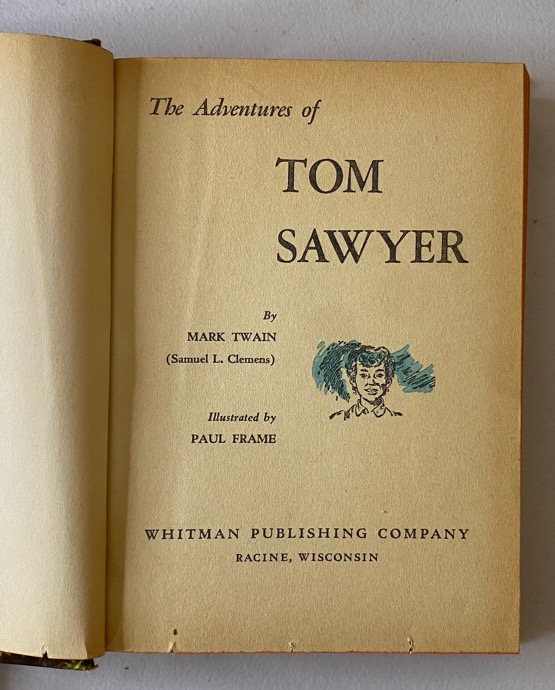 The Adventures of
TOM
SAWYER
By
MARK TWAIN
(Samuel L. Clemens)
Illustrated by
PAUL FRAME
WHITMAN PUBLISHING COMPANY
RACINE, WISCONSIN